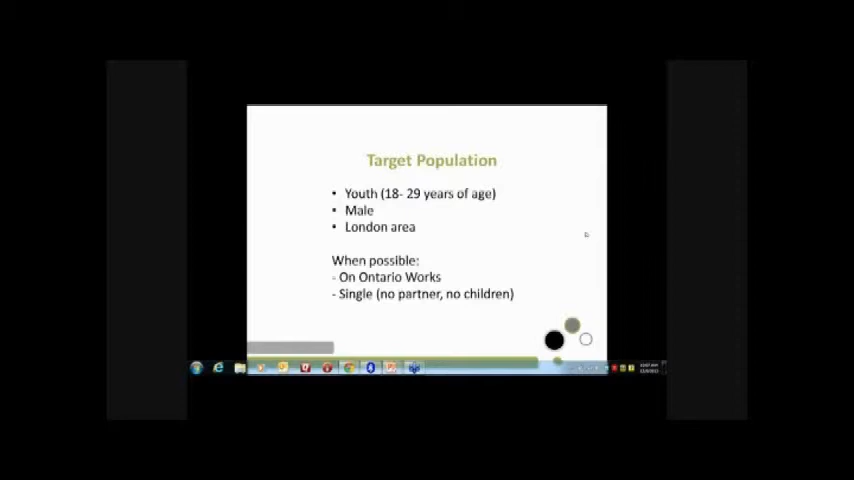 Target Population
• Youth (18- 29 years of age)
• Male
• London area
When possible:
- On Ontario Works
- Single (no partner, no children)